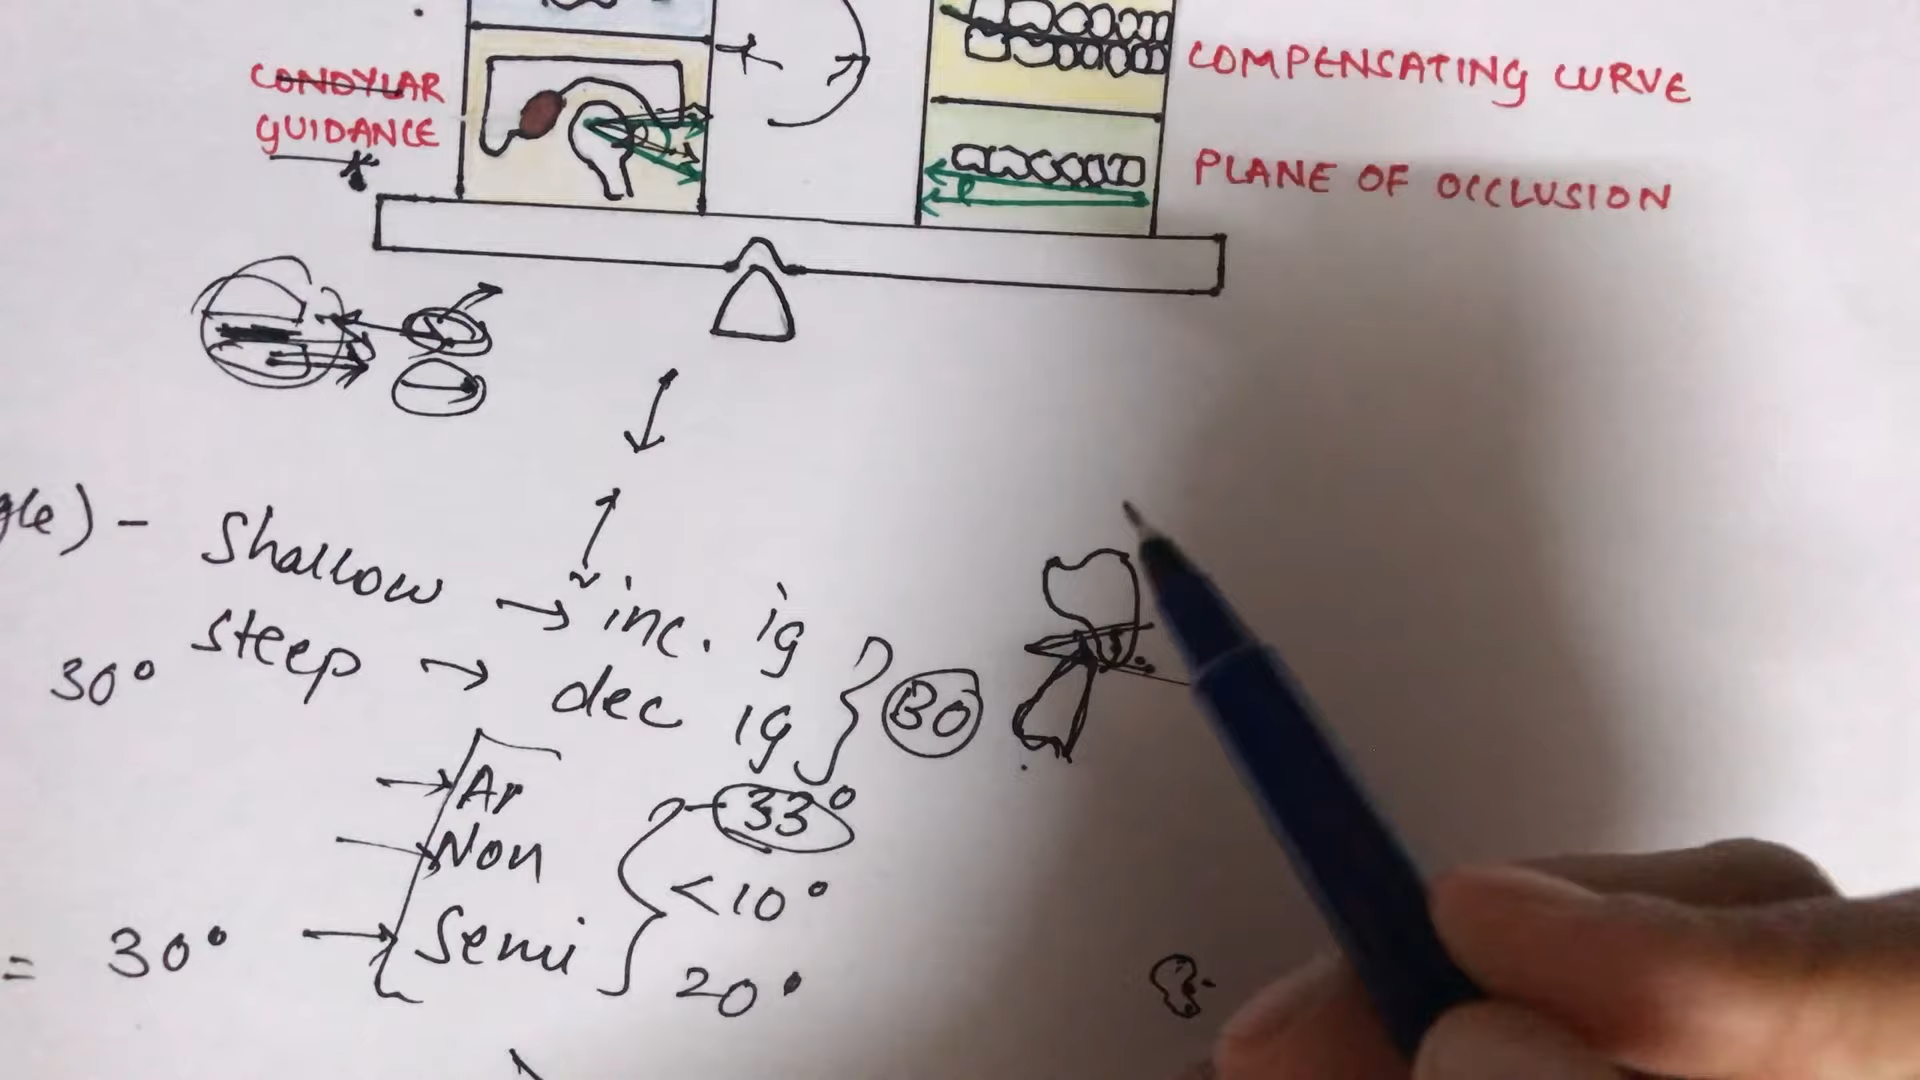 COMPENSATING CURVE
CONDYLAR
GUIDANCE
PLANE OF OCCLUSION
gle) - Shallow → inc. ig
steep → dec ig
30°
30
Ar
33°
Non
<10°
= 30° → Semi
20°